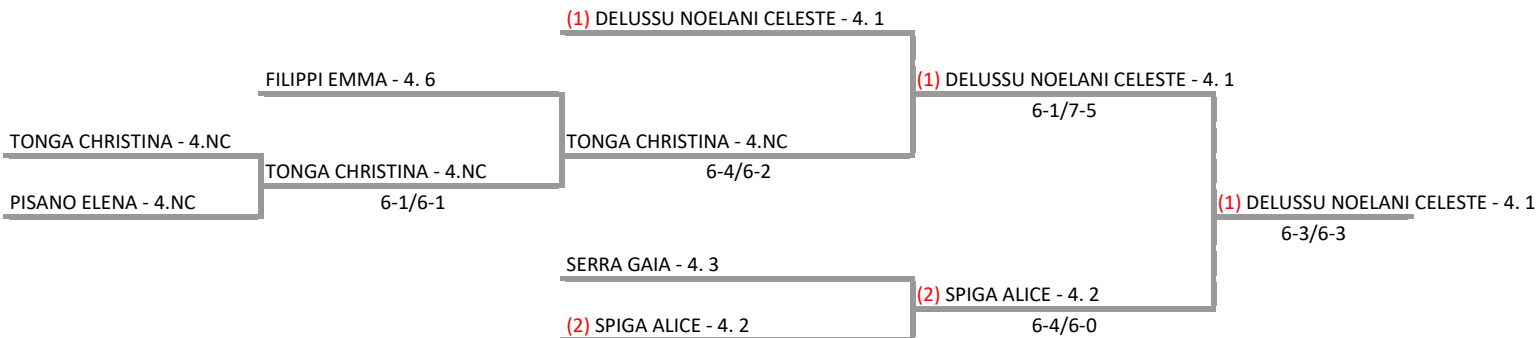 (1) DELUSSU NOELANI CELESTE - 4. 1
FILIPPI EMMA - 4. 6
(1) DELUSSU NOELANI CELESTE - 4. 1
6-1/7-5
TONGA CHRISTINA - 4.NC
TONGA CHRISTINA - 4.NC
TONGA CHRISTINA - 4.NC
6-4/6-2
PISANO ELENA - 4.NC
6-1/6-1
(1) DELUSSU NOELANI CELESTE - 4. 1
6-3/6-3
SERRA GAIA - 4. 3
(2) SPIGA ALICE - 4. 2
(2) SPIGA ALICE - 4. 2
6-4/6-0